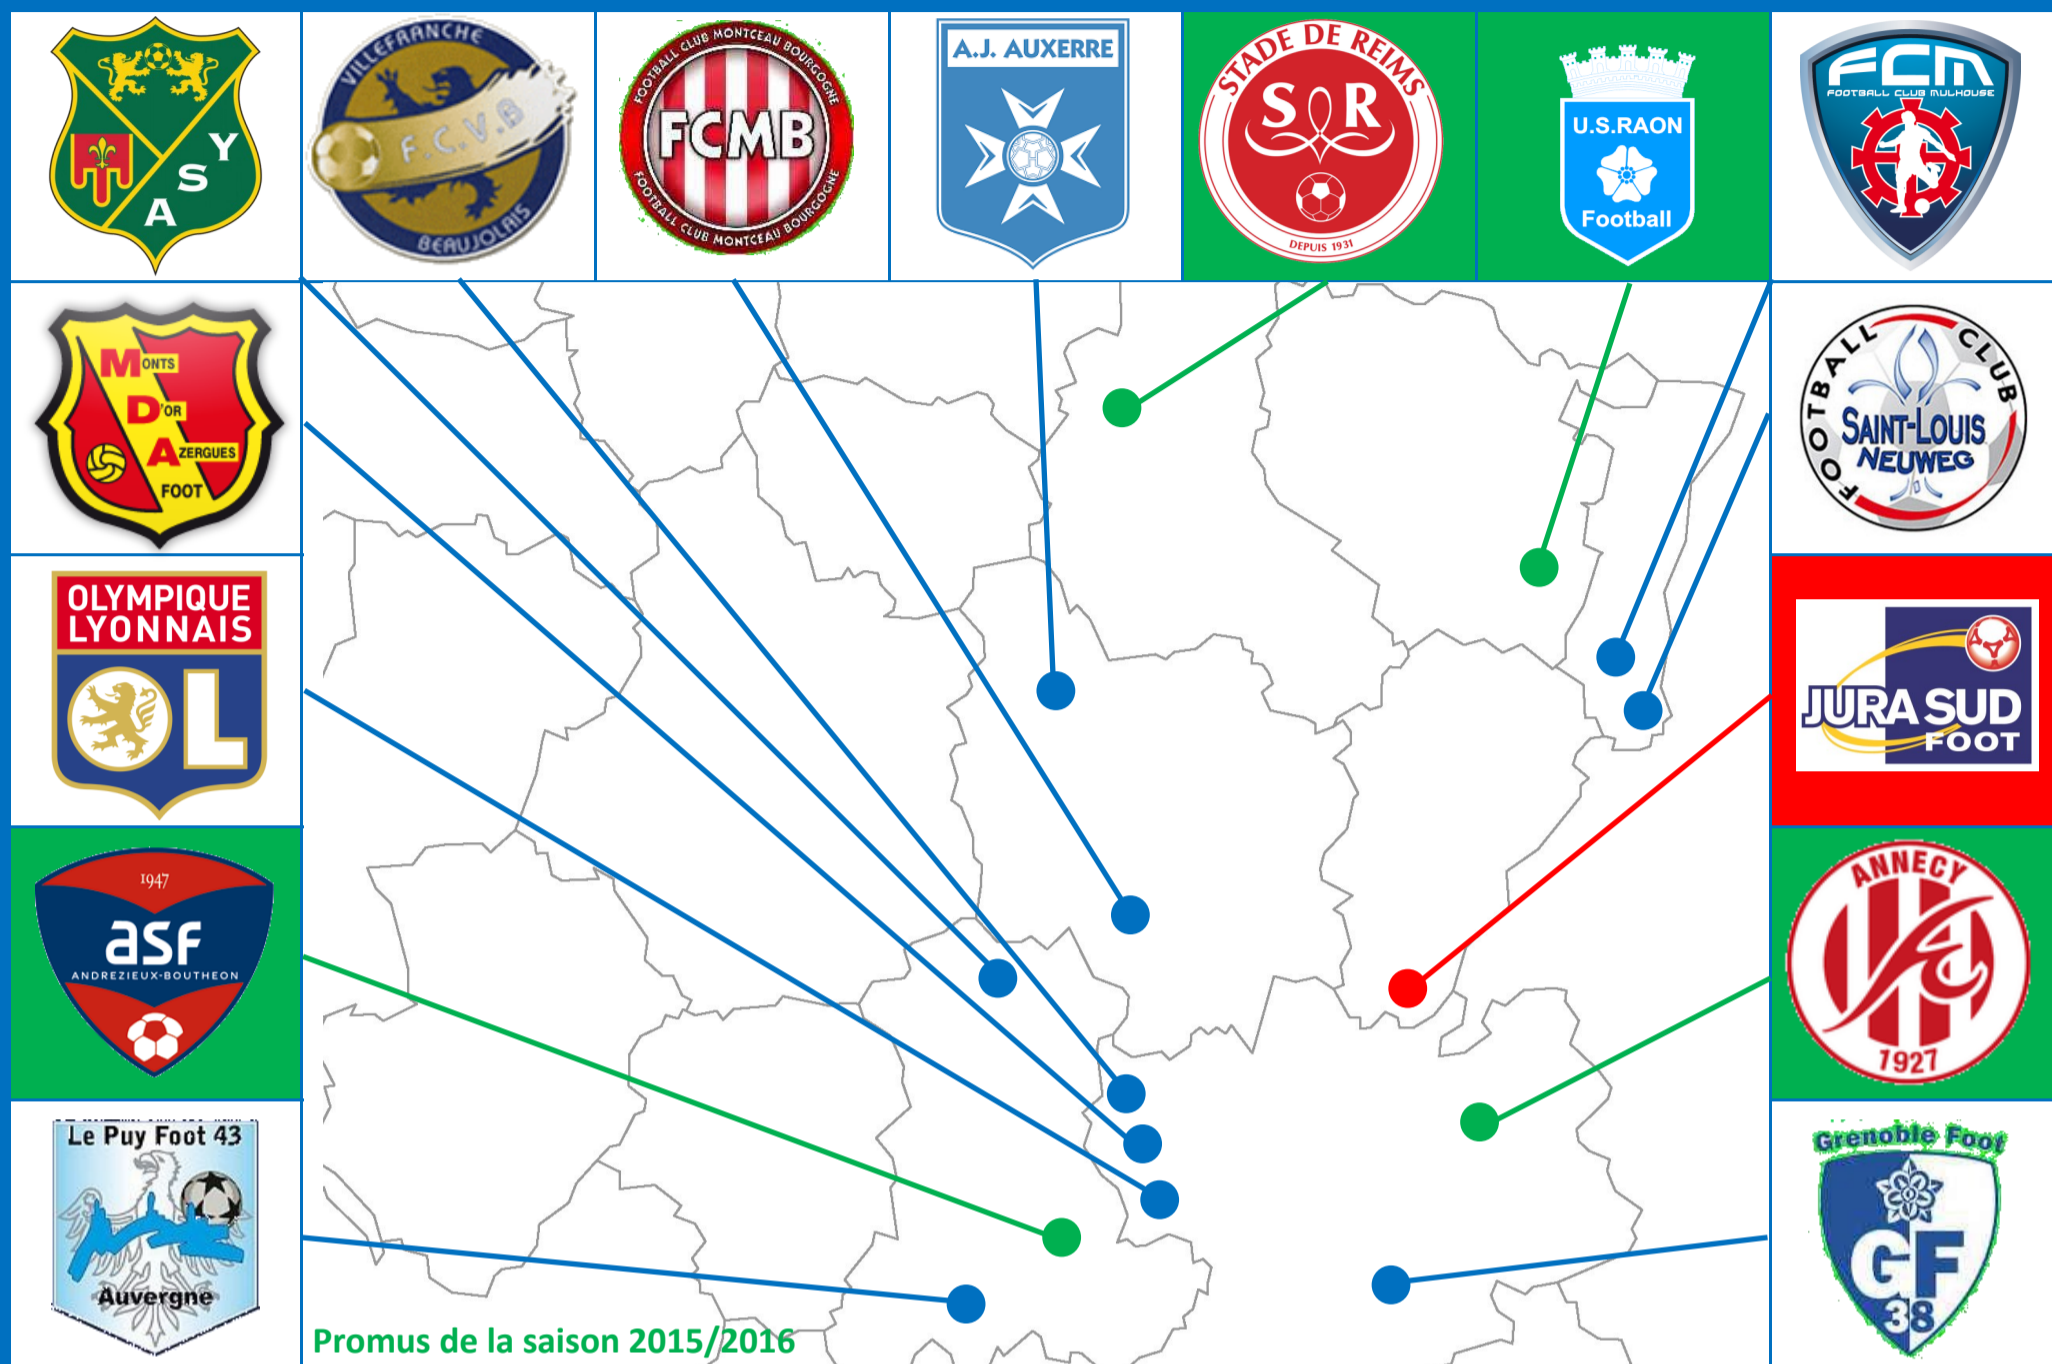 A
S
Y
VILLEFRANCHE
F.C.V.B
BEAUJOLAIS
FOOTBALL CLUB MONTCEAU BOURGOGNE
FCMB
FOOTBALL CLUB MONTCEAU BOURGOGNE
A.J. AUXERRE
STADE DE REIMS
S R
DEPUIS 1931
U.S.RAON
Football
FCM
FOOTBALL CLUB MULHOUSE
MONTS
D'OR
AZERGUES
FOOT
FOOTBALL CLUB
SAINT-LOUIS
NEUWEG
OLYMPIQUE
LYONNAIS
OL
JURA SUD
FOOT
1947
asf
ANDREZIEUX-BOUTHEON
ANNECY
1927
Le Puy Foot 43
Auvergne
Grenoble Foot
GF
38
Promus de la saison 2015/2016